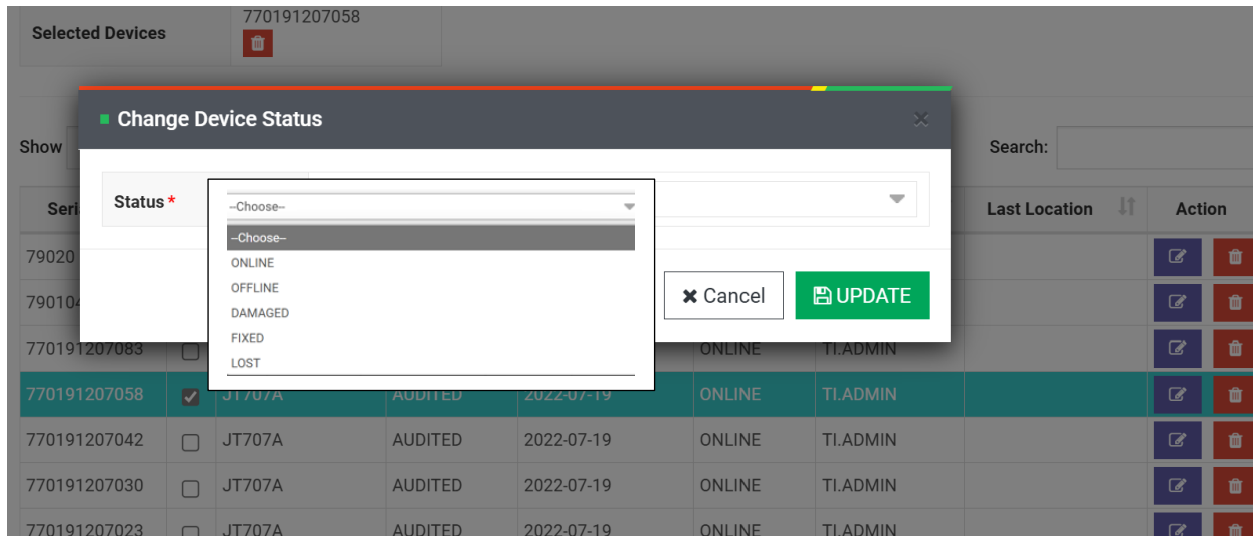 770191207058
Selected Devices
Change Device Status
Show
Search:
Status *
--Choose--
--Choose--
ONLINE
OFFLINE
DAMAGED
FIXED
LOST
Cancel
UPDATE
Seri
Last Location
Action
79020
79010
770191207083 ONLINE TI.ADMIN
770191207058 JT707A AUDITED 2022-07-19 ONLINE TI.ADMIN
770191207042 JT707A AUDITED 2022-07-19 ONLINE TI.ADMIN
770191207030 JT707A AUDITED 2022-07-19 ONLINE TI.ADMIN
770191207023 JT707A AUDITED 2022-07-19 ONLINE TI.ADMIN